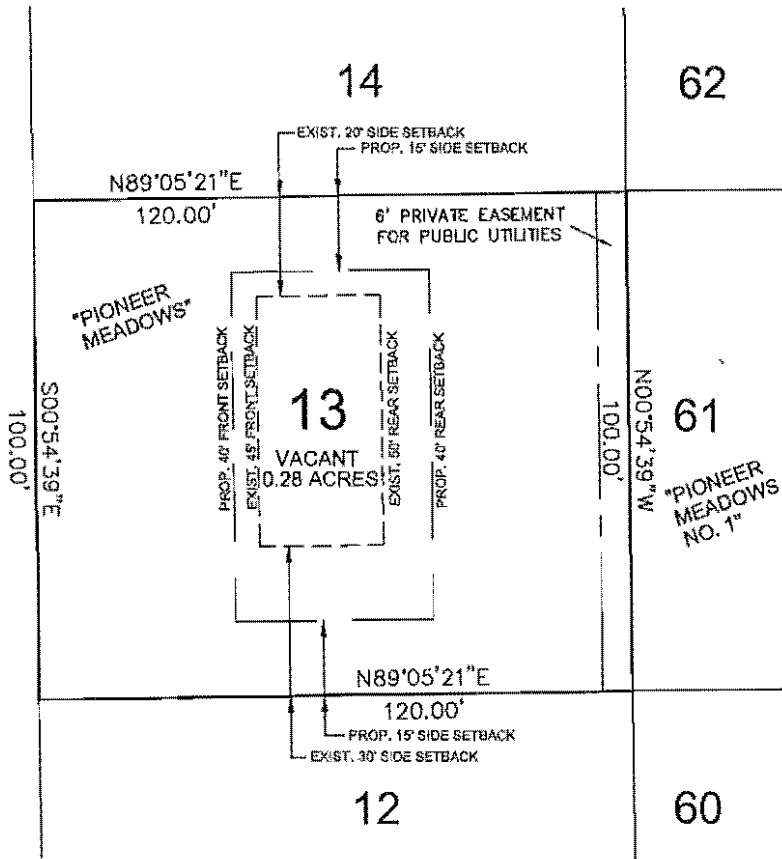 14
62
EXIST. 20' SIDE SETBACK
PROP. 15' SIDE SETBACK
N89°05'21"E
120.00'
6' PRIVATE EASEMENT
FOR PUBLIC UTILITIES
"PIONEER
MEADOWS"
S00°54'39"E
100.00'
PROP. 40' FRONT SETBACK
EXIST. 45' FRONT SETBACK
13
VACANT
0.28 ACRES
EXIST. 50' REAR SETBACK
PROP. 40' REAR SETBACK
100.00'
N00°54'39"W
61
"PIONEER
MEADOWS
NO. 1"
N89°05'21"E
120.00'
PROP. 15' SIDE SETBACK
EXIST. 30' SIDE SETBACK
12
60